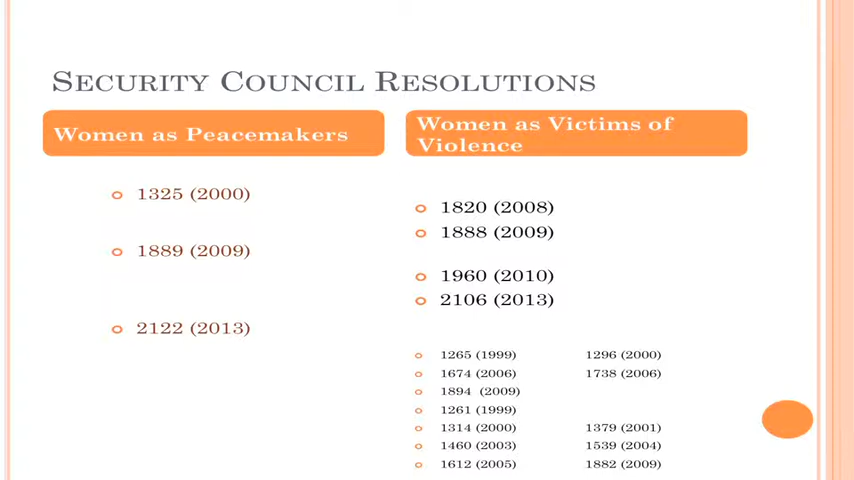 SECURITY COUNCIL RESOLUTIONS
Women as Peacemakers
1325 (2000)
1889 (2009)
2122 (2013)
Women as Victims of
Violence
1820 (2008)
1888 (2009)
1960 (2010)
2106 (2013)
1265 (1999) 1296 (2000)
1674 (2006) 1738 (2006)
1894 (2009)
1261 (1999)
1314 (2000) 1379 (2001)
1460 (2003) 1539 (2004)
1612 (2005) 1882 (2009)